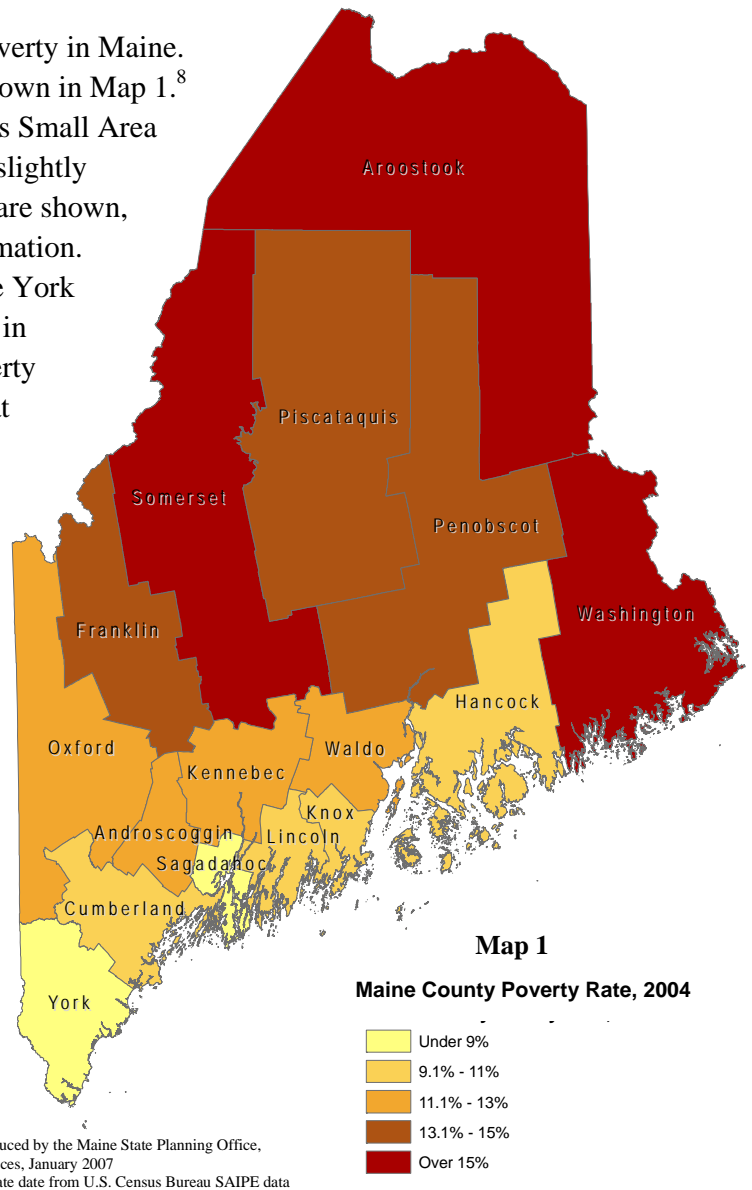 overty in Maine.
own in Map 1.8
s Small Area
slightly
are shown,
mation.
e York
in
erty
at
Aroostook
Piscataquis
Somerset
Penobscot
Washington
Franklin
Hancock
Oxford
Waldo
Kennebec
Knox
Androscoggin
Lincoln
Sagadahoc
Cumberland
York
Map 1
Maine County Poverty Rate, 2004
Under 9%
9.1% - 11%
11.1% - 13%
13.1% - 15%
Over 15%
uced by the Maine State Planning Office,
ces, January 2007
ate date from U.S. Census Bureau SAIPE data